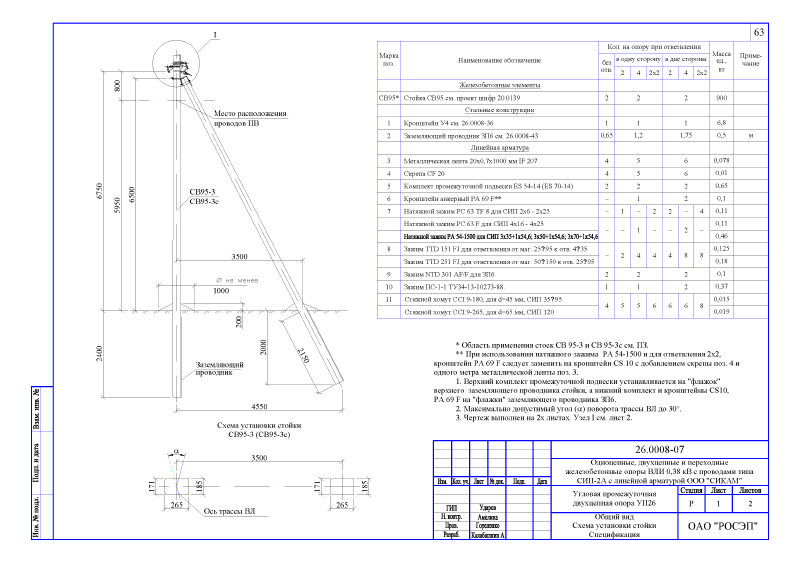 63
I
800
6750
5950
6500
Место расположения
проводов ПВ
СВ95-3
СВ95-3с
3500
Ø не менее
1000
200
2400
2000
2150
Заземляющий
проводник
4550
Схема установки стойки
СВ95-3 (СВ95-3с)
α
3500
171
185
171
185
265
265
Ось трассы ВЛ
Марка поз.
Наименование обозначение
Кол. на опору при ответвления
Масса ед., кг
Приме-чание
без отв.
в одну сторону
в две стороны
2 4 2х2 2 4 2х2
Железобетонные элементы
СВ95* Стойка СВ95 см. проект шифр 20.0139 2 2 2 900
Стальные конструкции
1 Кронштейн У4 см. 26.0008-36 1 1 1 6,8
2 Заземляющий проводник ЗП6 см. 26.0008-43 0,65 1,2 1,75 0,5 м
Линейная арматура
3 Металлическая лента 20х0,7х1000 мм IF 207 4 5 6 0,078
4 Скрепа CF 20 4 5 6 0,01
5 Комплект промежуточной подвески ES 54-14 (ES 70-14) 2 2 2 0,65
6 Кронштейн анкерный РА 69 F** – 1 2 0,1
7 Натяжной зажим РС 63 TF 8 для СИП 2х6 - 2х25 – 1 – 2 2 – 4 0,11
Натяжной зажим РС 63 F для СИП 4х16 - 4х25 – – 1 – – 2 – 0,11
Натяжной зажим РА 54-1500 для СИП 3х35+1х54,6; 3х50+1х54,6; 3х70+1х54,6 0,46
8 Зажим TTD 151 FJ для ответвления от маг. 25?95 к отв. 4?35 – 2 4 4 4 8 8 0,125
Зажим TTD 251 FJ для ответвления от маг. 50?150 к отв. 25?95 0,18
9 Зажим NTD 301 AF/F для ЗП6 2 2 2 0,1
10 Зажим ПС-1-1 ТУ34-13-10273-88. 1 1 2 0,37
11 Стяжной хомут CCI 9-180, для d=45 мм, СИП 35?95 4 5 5 6 6 6 8 0,015
Стяжной хомут CCI 9-265, для d=65 мм, СИП 120 0,019
* Область применения стоек СВ 95-3 и СВ 95-3с см. ПЗ.
** При использовании натяжного зажима РА 54-1500 и для ответвления 2х2,
кронштейн РА 69 F следует заменить на кронштейн CS 10 с добавлением скрепы поз. 4 и
одного метра металлической ленты поз. 3.
1. Верхний комплект промежуточной подвески устанавливается на "флажок"
верхнего заземляющего проводника стойки, а нижний комплект и кронштейны CS10,
РА 69 F на "флажки" заземляющего проводника ЗП6.
2. Максимально допустимый угол (α) поворота трассы ВЛ до 30°.
3. Чертеж выполнен на 2х листах. Узел I см. лист 2.
Взам. инв. №
Подп. и дата
Инв. № подл.
26.0008-07
Одноцепные, двухцепные и переходные
железобетонные опоры ВЛИ 0,38 кВ с проводами типа
СИП-2А с линейной арматурой ООО "СИКАМ"
Изм. Кол. уч. Лист № док. Подп. Дата
Угловая промежуточная
двухцепная опора УП26
Стадия Лист Листов
Р 1 2
ГИП Ударов
Н. контр. Амелина
Пров. Гореленко
Разраб. Калабашкин А
Общий вид
Схема установки стойки
Спецификация
ОАО "РОСЭП"